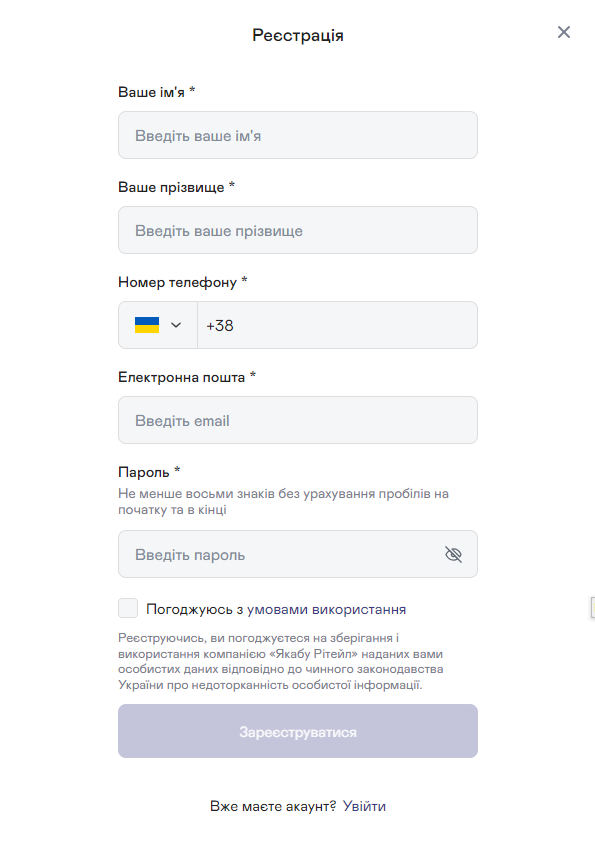 Реєстрація
Ваше ім'я *
Введіть ваше ім'я
Ваше прізвище *
Введіть ваше прізвище
Номер телефону *
+38
Електронна пошта *
Введіть email
Пароль *
Не менше восьми знаків без урахування пробілів на
початку та в кінці
Введіть пароль
Погоджуюсь з умовами використання
Реєструючись, ви погоджуєтеся на зберігання і
використання компанією «Якабу Рітейл» наданих вами
особистих даних відповідно до чинного законодавства
України про недоторканність особистої інформації.
Зареєструватися
Вже маєте акаунт? Увійти